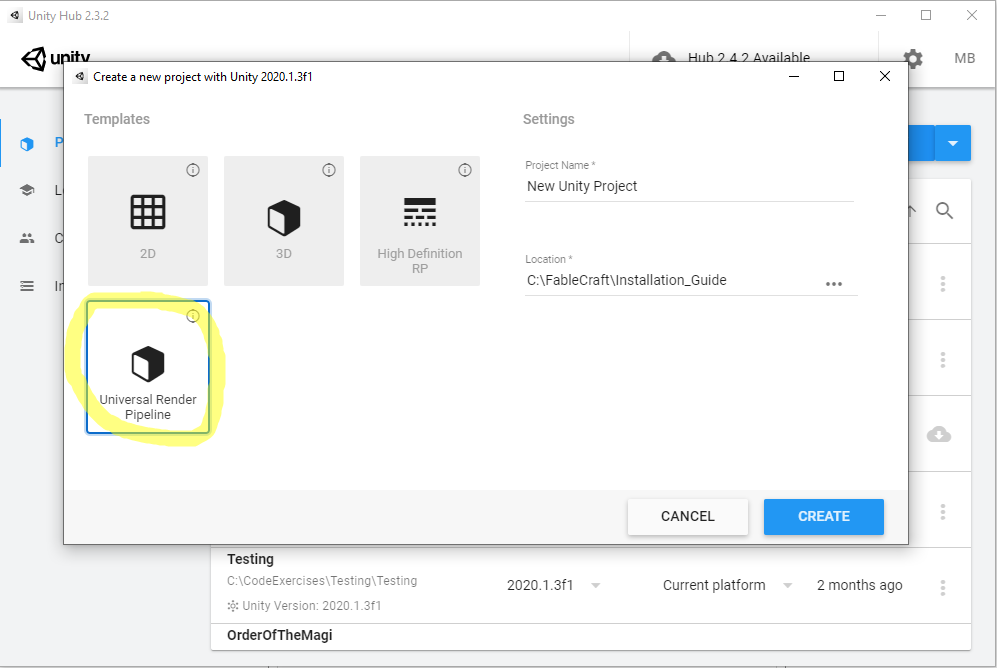 Unity Hub 2.3.2
unity
Hub 2.4.2 Available
MB
Create a new project with Unity 2020.1.3f1
Templates
Settings
2D
3D
High Definition
RP
Universal Render
Pipeline
Project Name *
New Unity Project
Location *
C:\FableCraft\Installation_Guide
CANCEL
CREATE
Testing
C:\CodeExercises\Testing\Testing
Unity Version: 2020.1.3f1
2020.1.3f1
Current platform
2 months ago
OrderOfTheMagi